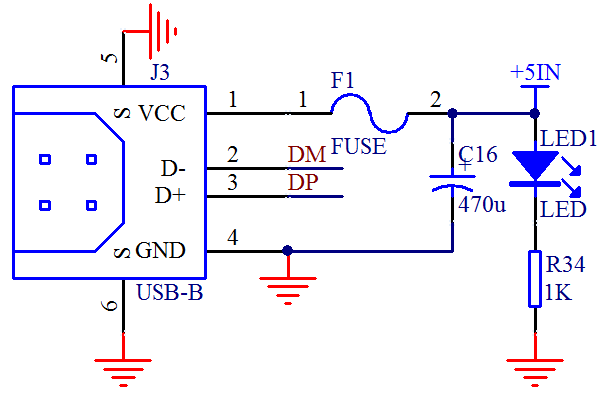 5
J3
F1
+5IN
S
VCC
1
1
2
FUSE
LED1
D-
2
DM
C16
+
D+
3
DP
470u
LED
S
GND
4
USB-B
R34
1K
6